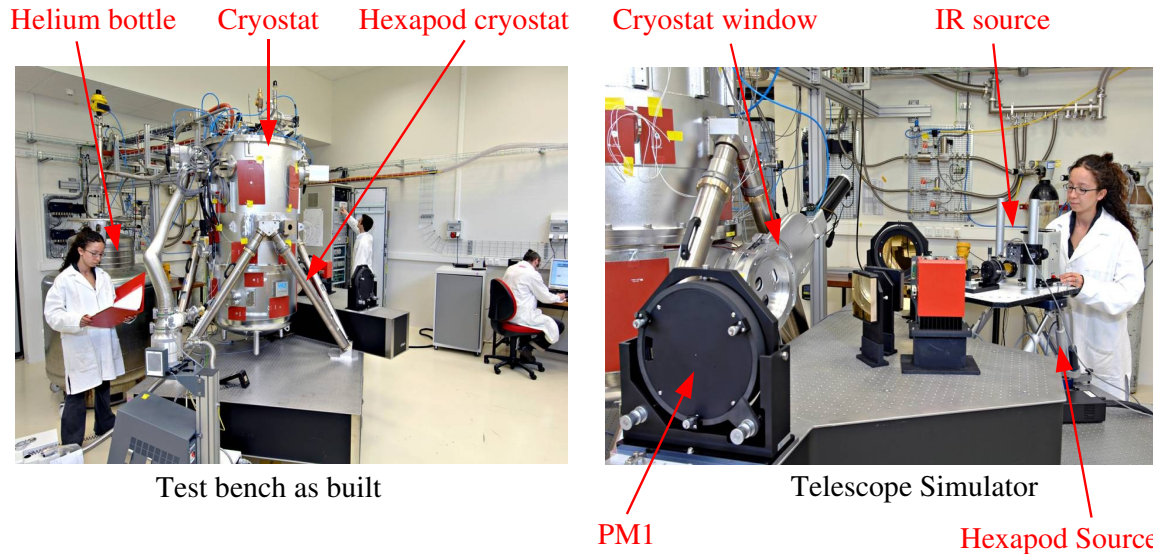 Helium bottle
Cryostat
Hexapod cryostat
Cryostat window
IR source
Test bench as built
Telescope Simulator
PM1
Hexapod Source